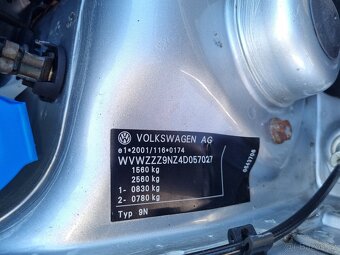 VOLKSWAGEN AG
e1*2001/116*0174
WVWZZZ9NZ4D057027
1560 kg
2560 kg
1- 0830 kg
2- 0780 kg
Typ 9N